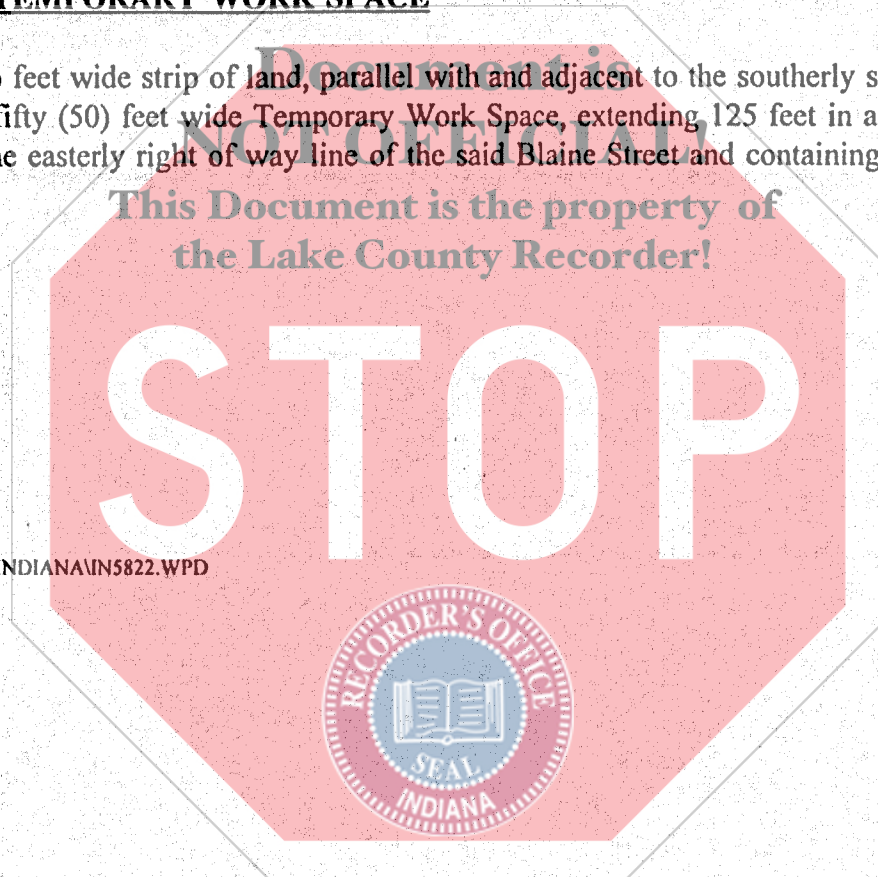 TEMPORARY WORK SPACE
feet wide strip of land, parallel with and adjacent to the southerly s
fifty (50) feet wide Temporary Work Space, extending 125 feet in a
e easterly right of way line of the said Blaine Street and containing
Document is
NOT OFFICIAL!
This Document is the property of
the Lake County Recorder!
STOP
NDIANA\IN5822.WPD
RECORDER'S OFFICE
SEAL
INDIANA